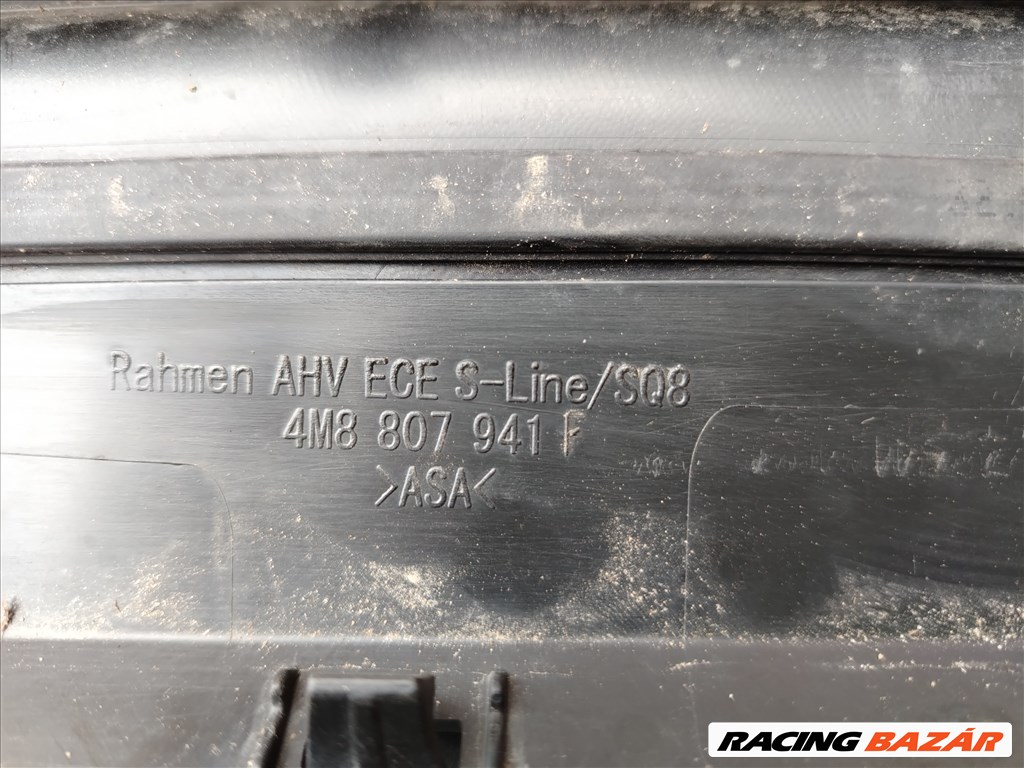 Rahmen AHV ECE S-Line/SQ8
4M8 807 941 F
>ASA<
RACING BAZÁR